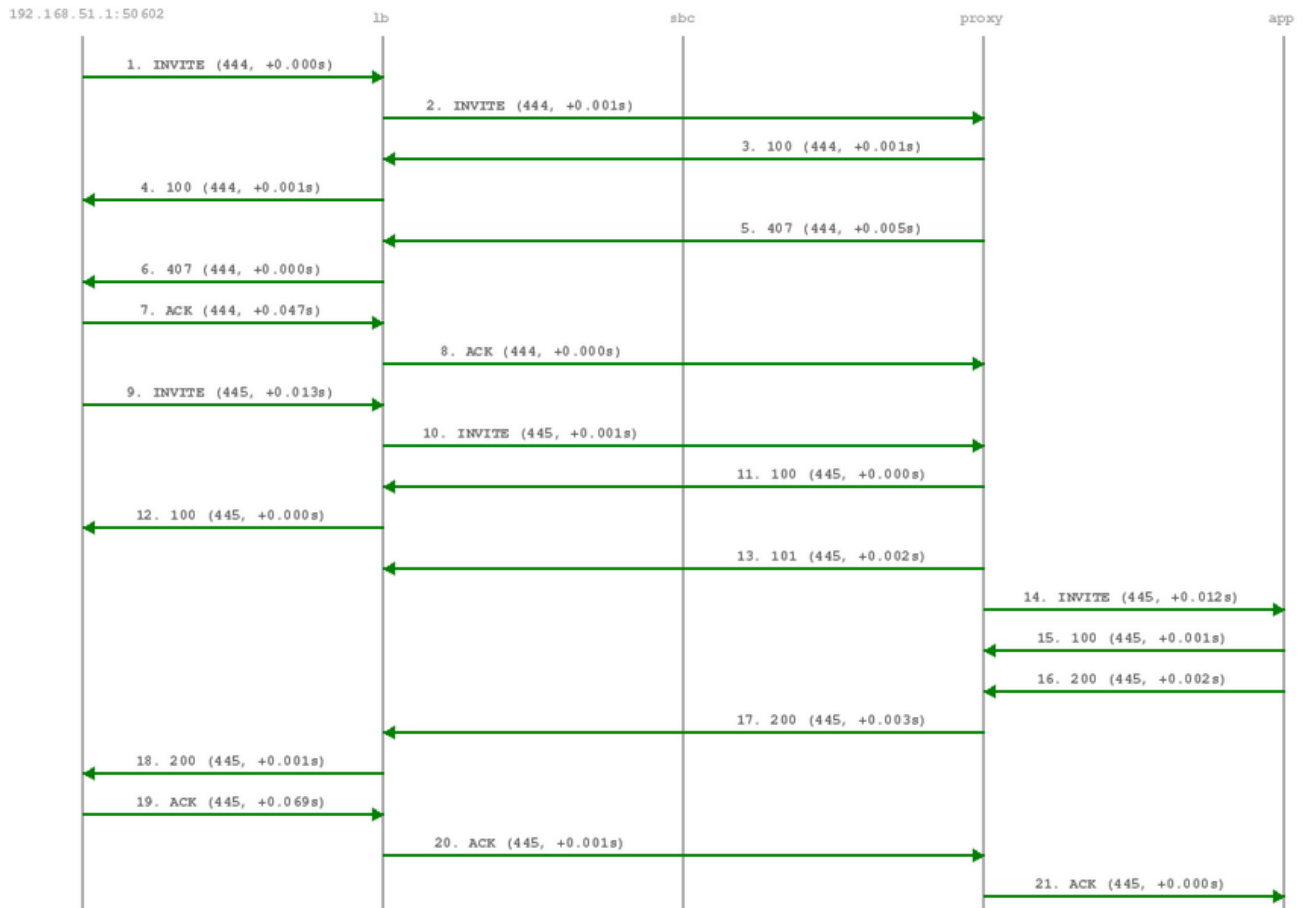 192.168.51.1:50602 lb sbc proxy app
1. INVITE (444, +0.000s)
2. INVITE (444, +0.001s)
3. 100 (444, +0.001s)
4. 100 (444, +0.001s)
5. 407 (444, +0.005s)
6. 407 (444, +0.000s)
7. ACK (444, +0.047s)
8. ACK (444, +0.000s)
9. INVITE (445, +0.013s)
10. INVITE (445, +0.001s)
11. 100 (445, +0.000s)
12. 100 (445, +0.000s)
13. 101 (445, +0.002s)
14. INVITE (445, +0.012s)
15. 100 (445, +0.001s)
16. 200 (445, +0.002s)
17. 200 (445, +0.003s)
18. 200 (445, +0.001s)
19. ACK (445, +0.069s)
20. ACK (445, +0.001s)
21. ACK (445, +0.000s)